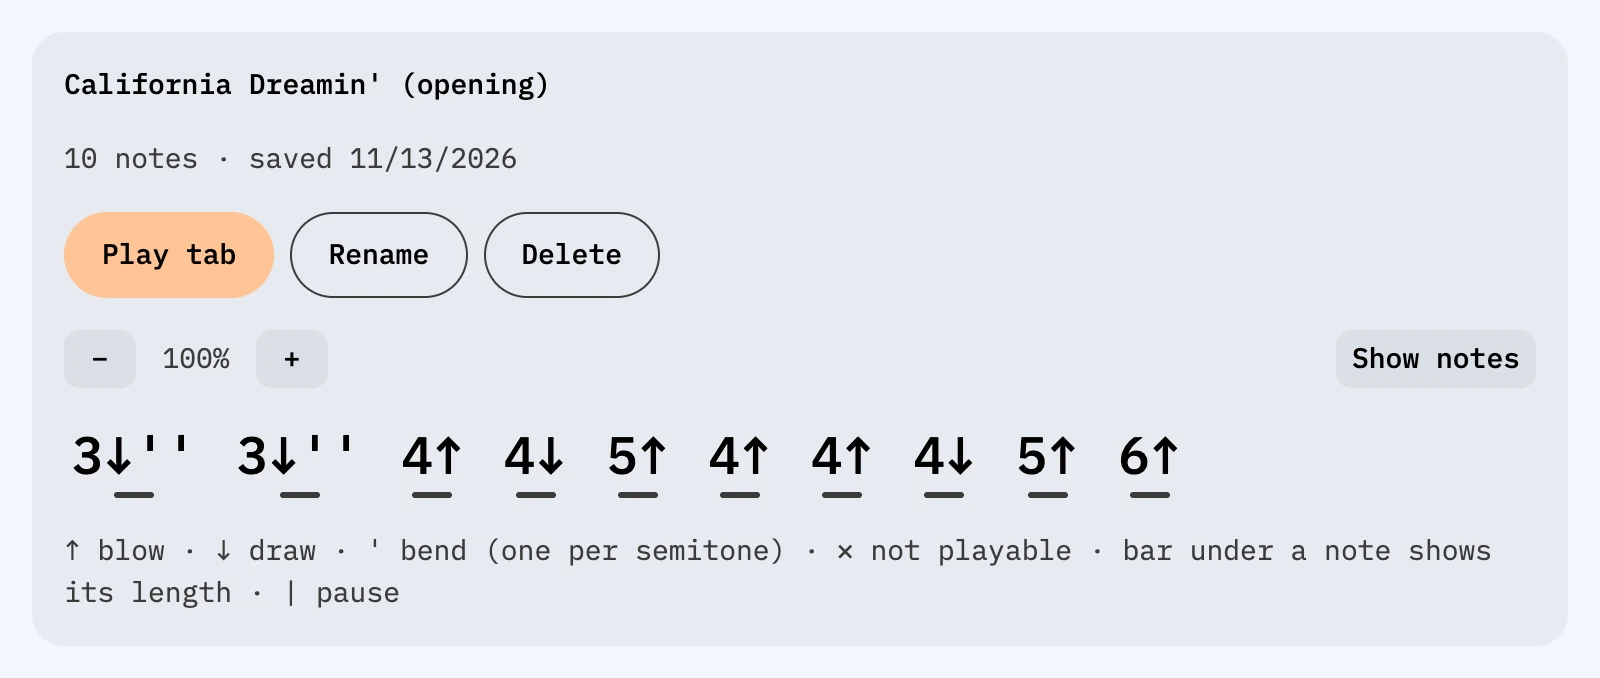 California Dreamin' (opening)
10 notes · saved 11/13/2026
Play tab Rename Delete
− 100% + Show notes
3↓'' 3↓'' 4↑ 4↓ 5↑ 4↑ 4↑ 4↓ 5↑ 6↑
↑ blow · ↓ draw · ' bend (one per semitone) · × not playable · bar under a note shows
its length · | pause